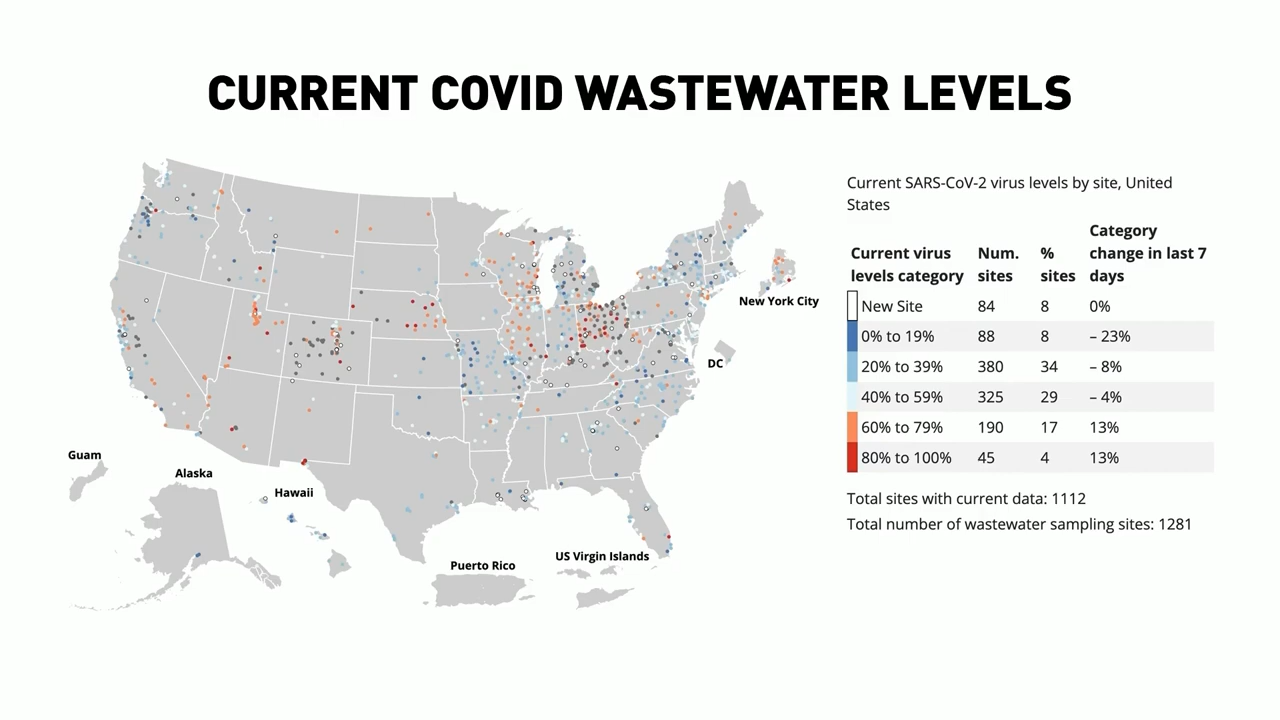 CURRENT COVID WASTEWATER LEVELS
Current SARS-CoV-2 virus levels by site, United
States
Current virus levels category Num. sites % sites Category change in last 7 days
New Site 84 8 0%
0% to 19% 88 8 – 23%
20% to 39% 380 34 – 8%
40% to 59% 325 29 – 4%
60% to 79% 190 17 13%
80% to 100% 45 4 13%
Total sites with current data: 1112
Total number of wastewater sampling sites: 1281
New York City
DC
Guam
Alaska
Hawaii
Puerto Rico
US Virgin Islands